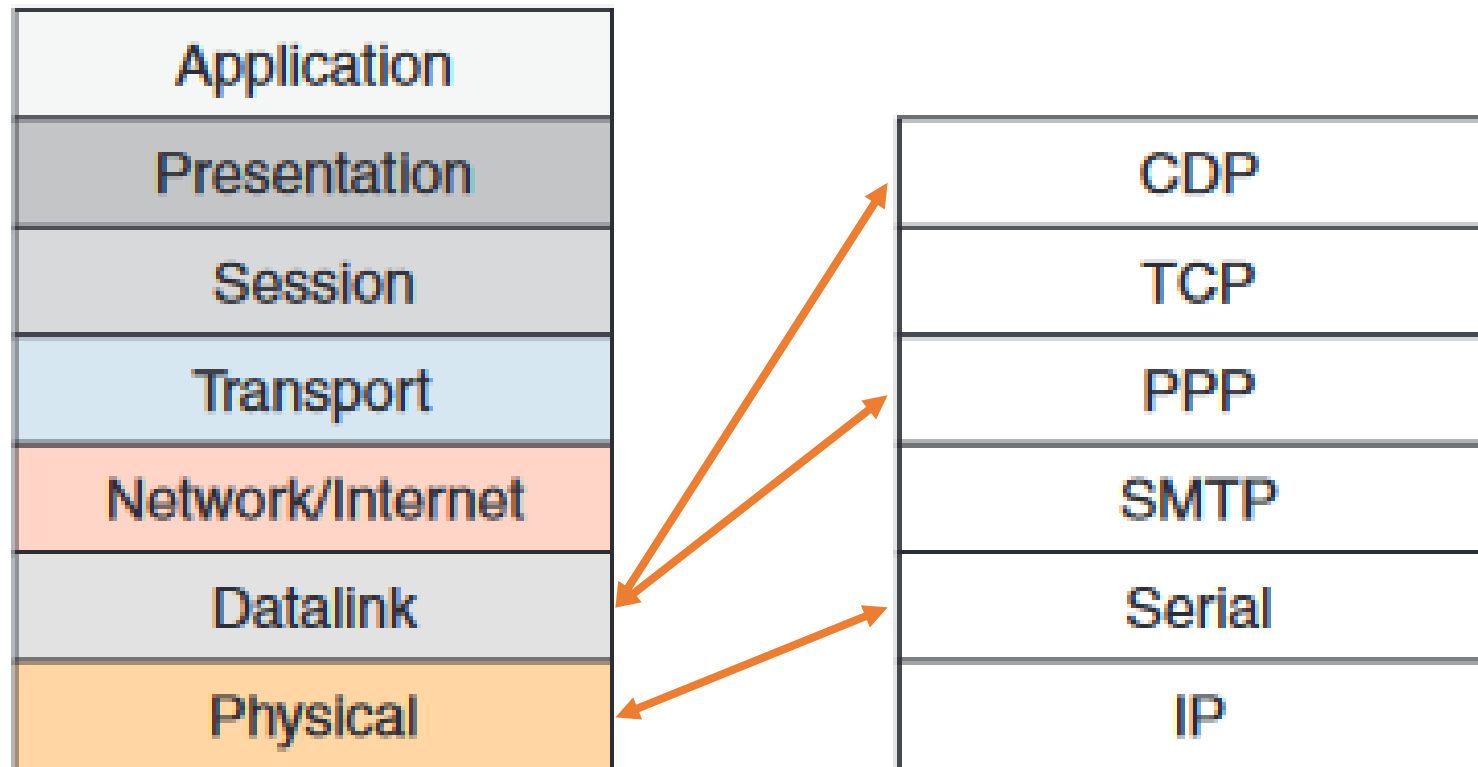 Application
Presentation
Session
Transport
Network/Internet
Datalink
Physical
CDP
TCP
PPP
SMTP
Serial
IP